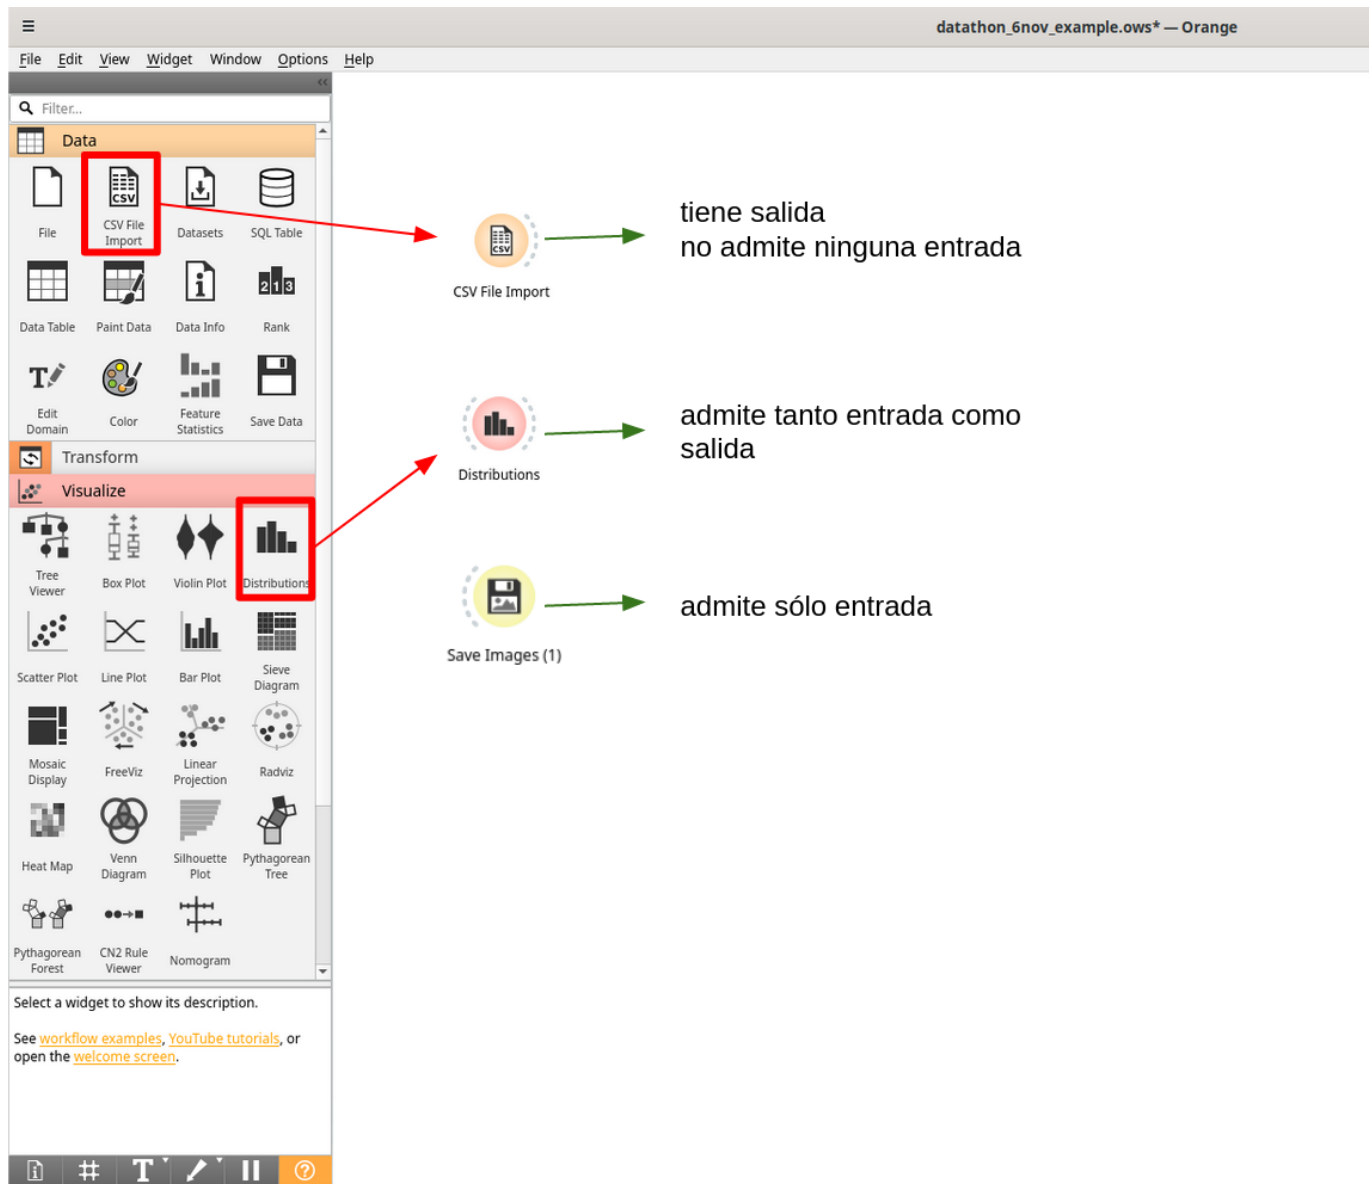 datathon_6nov_example.ows* — Orange
File Edit View Widget Window Options Help
Filter...
Data
File
CSV File
Import
Datasets
SQL Table
Data Table
Paint Data
Data Info
Rank
Edit
Domain
Color
Feature
Statistics
Save Data
Transform
Visualize
Tree
Viewer
Box Plot
Violin Plot
Distributions
Scatter Plot
Line Plot
Bar Plot
Sieve
Diagram
Mosaic
Display
FreeViz
Linear
Projection
Radviz
Heat Map
Venn
Diagram
Silhouette
Plot
Pythagorean
Tree
Pythagorean
Forest
CN2 Rule
Viewer
Nomogram
Select a widget to show its description.
See workflow examples, YouTube tutorials, or
open the welcome screen.
CSV File Import
tiene salida
no admite ninguna entrada
Distributions
admite tanto entrada como
salida
Save Images (1)
admite sólo entrada